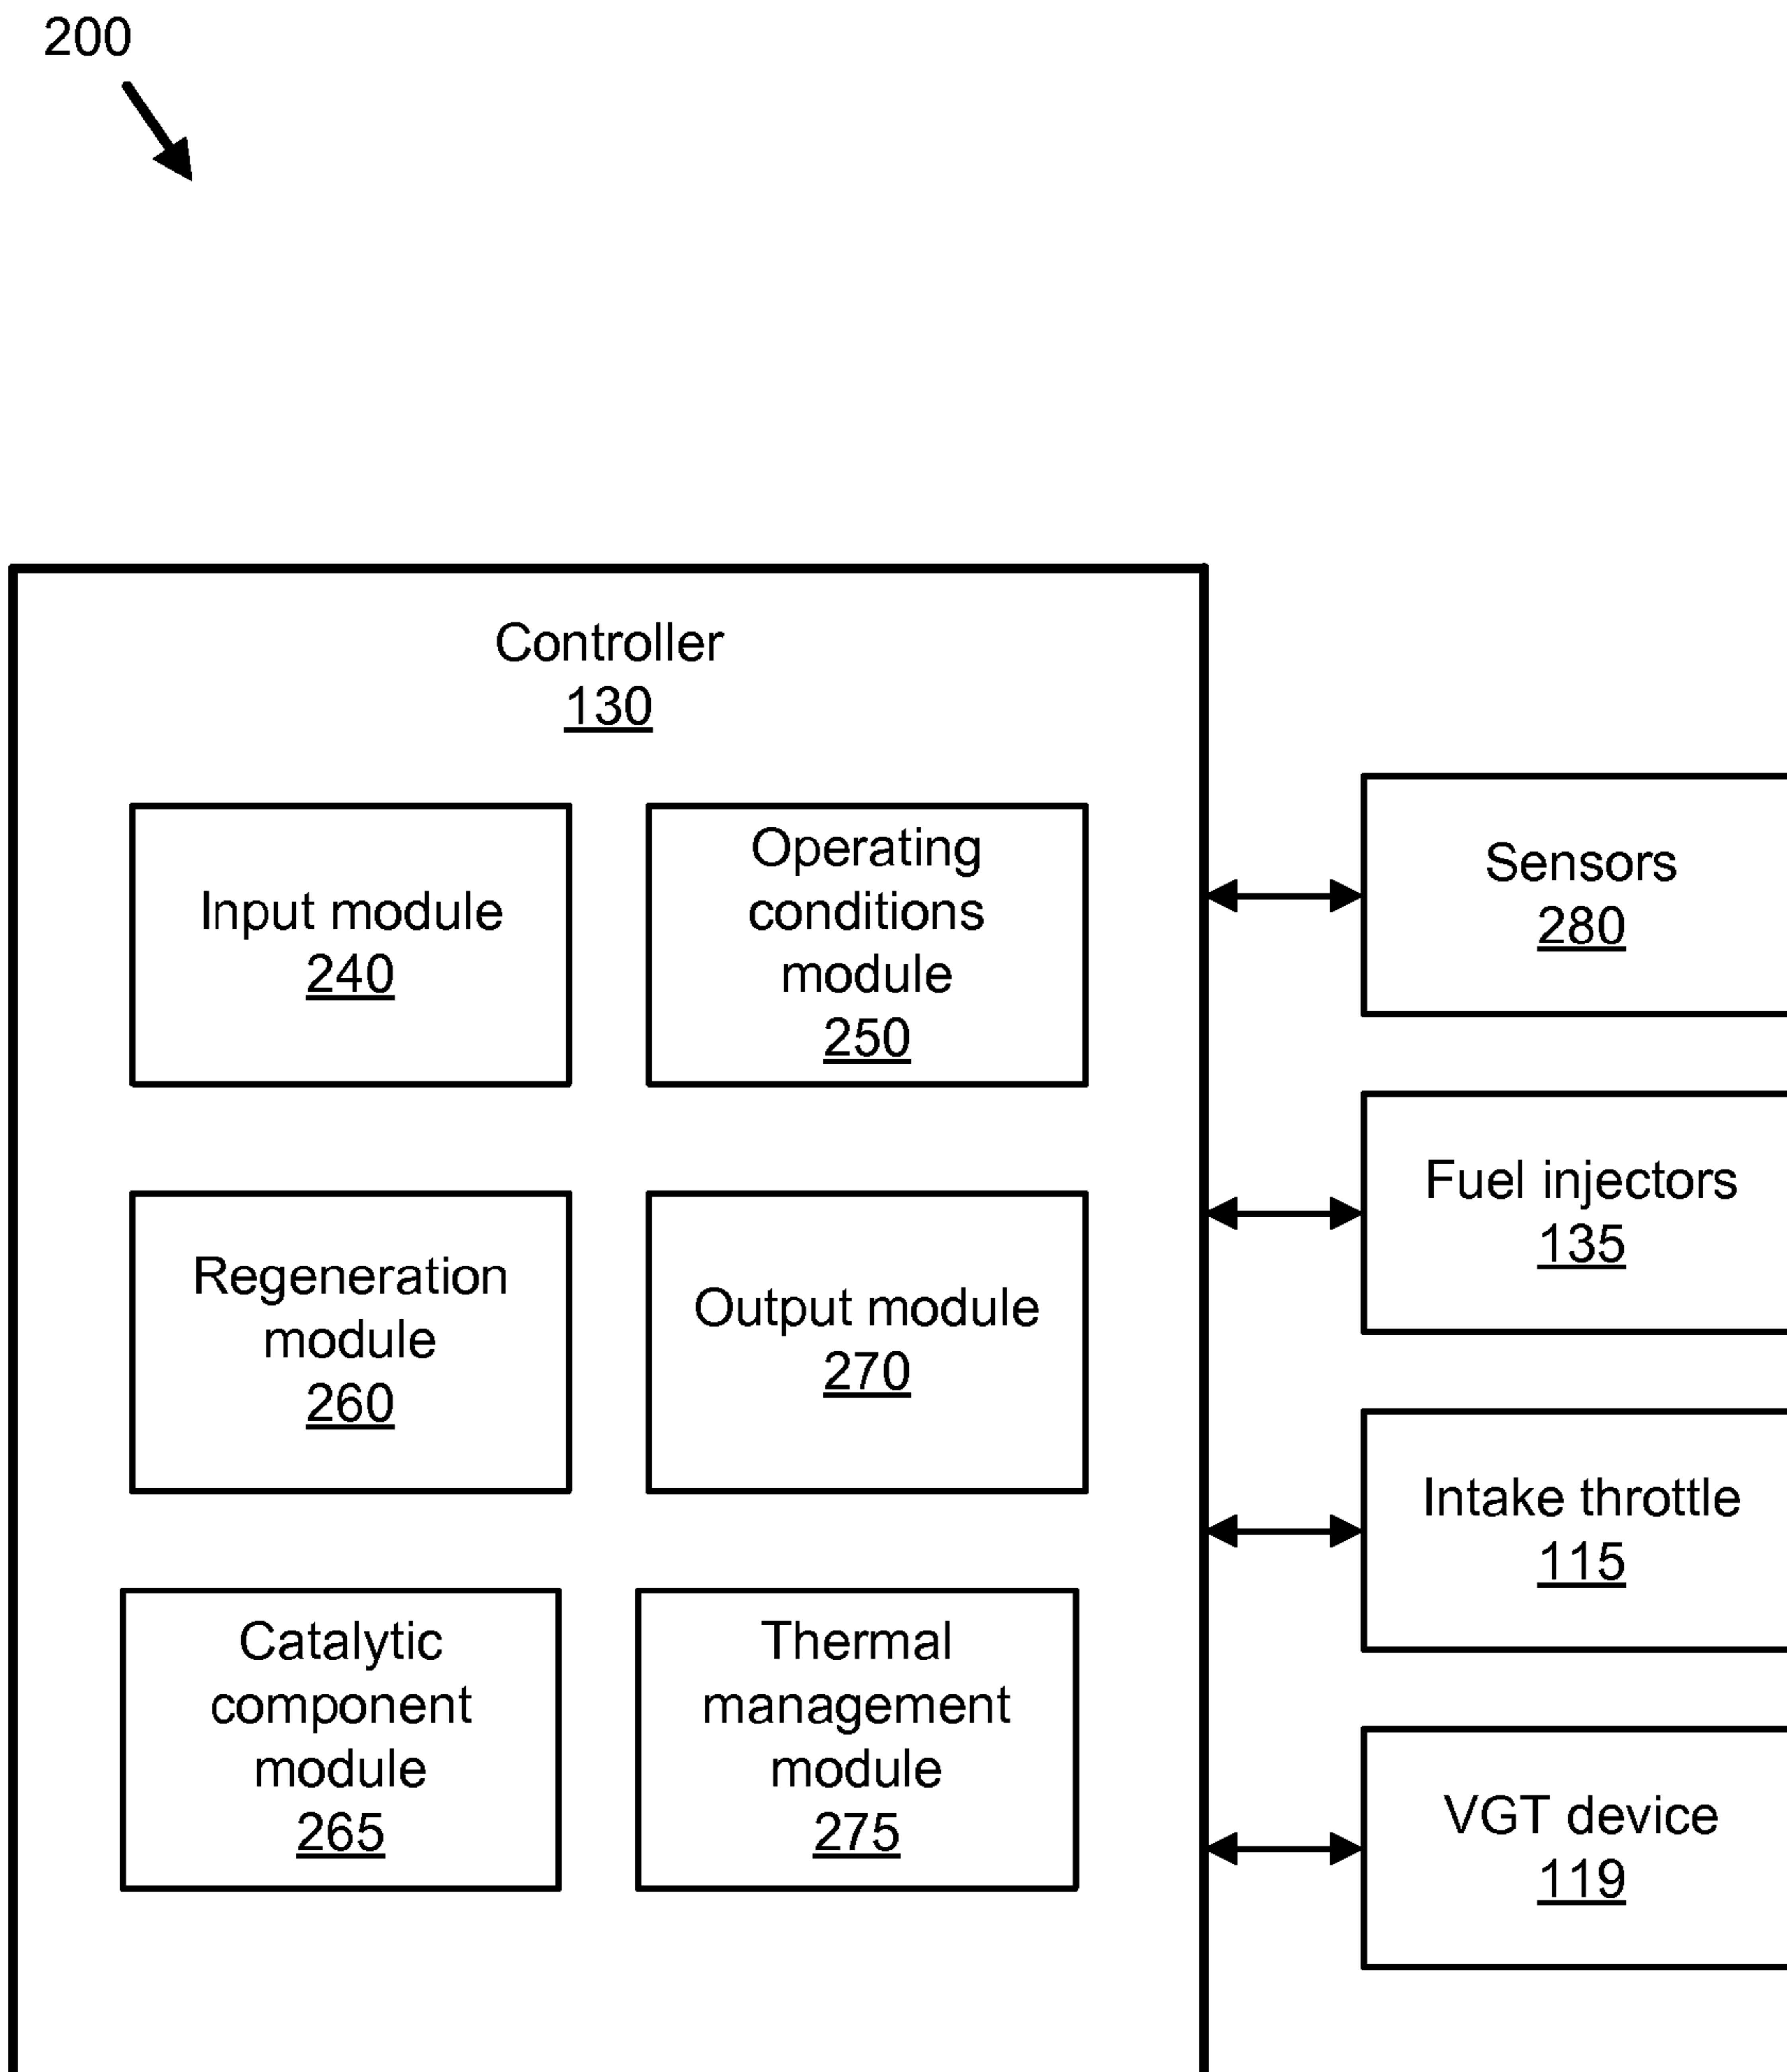 200
Controller
130
Input module
240
Operating
conditions
module
250
Regeneration
module
260
Output module
270
Catalytic
component
module
265
Thermal
management
module
275
Sensors
280
Fuel injectors
135
Intake throttle
115
VGT device
119